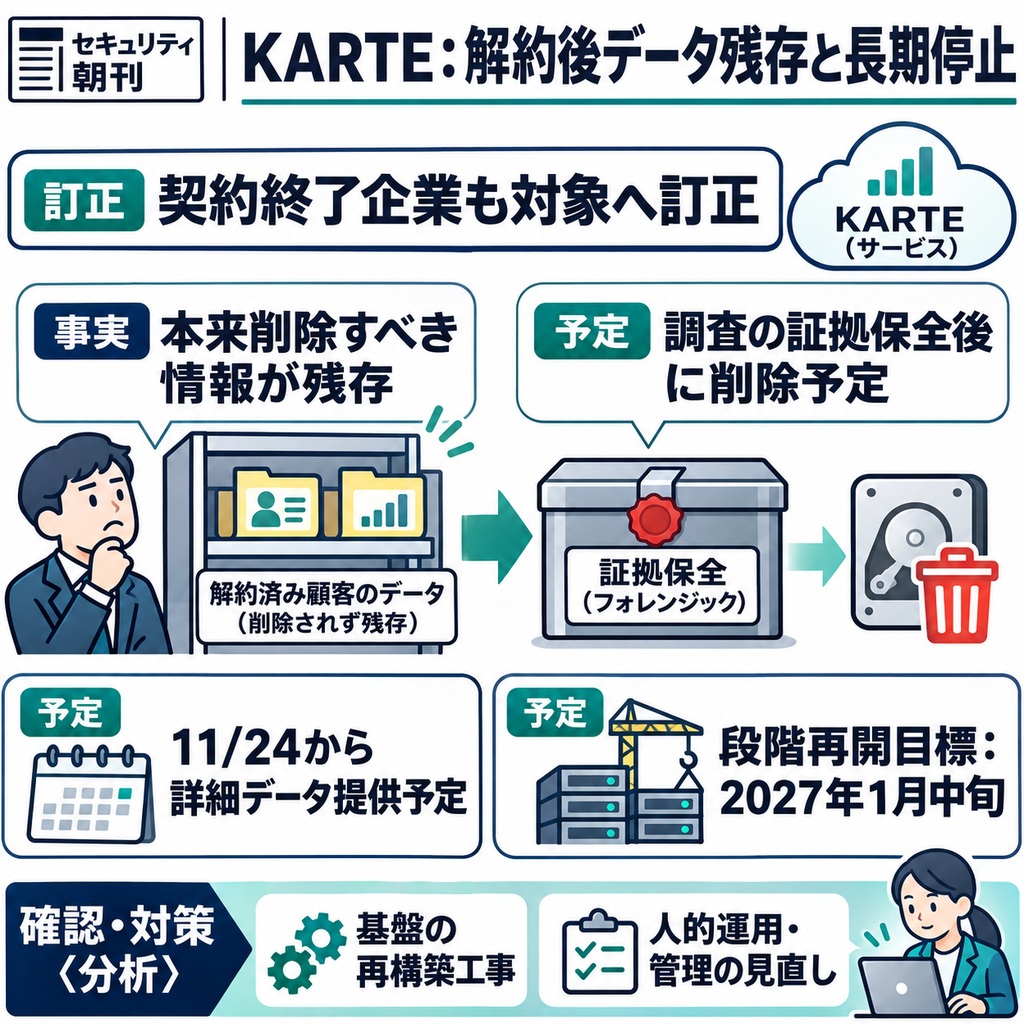 セキュリティ
朝刊
KARTE：解約後データ残存と長期停止
訂正 契約終了企業も対象へ訂正
KARTE
（サービス）
事実 本来削除すべき
情報が残存
予定 調査の証拠保全後
に削除予定
解約済み顧客のデータ
（削除されず残存）
証拠保全
（フォレンジック）
予定
11/24から
詳細データ提供予定
予定
段階再開目標：
2027年1月中旬
確認・対策
〈分析〉
基盤の
再構築工事
人的運用・
管理の見直し